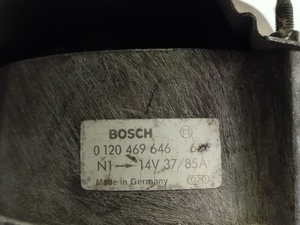 BOSCH
0 120 469 646
N1 → 14V 37/85A
Made in Germany